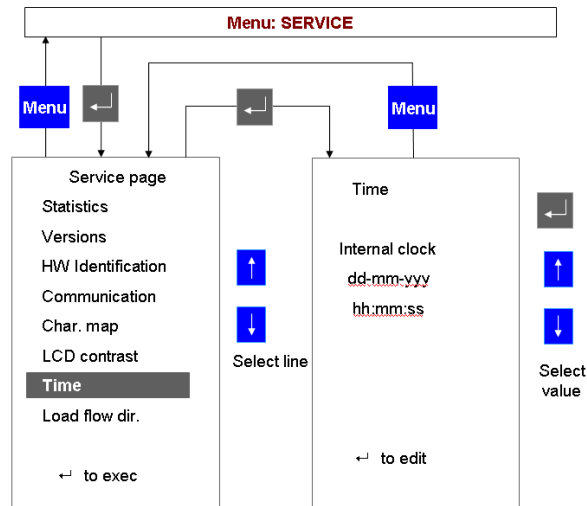 Menu: SERVICE
Menu
Menu
Service page
Statistics
Versions
HW Identification
Communication
Char. map
LCD contrast
Time
Load flow dir.
↵ to exec
↑
↓
Select line
Time
Internal clock
dd-mm-yyy
hh:mm:ss
↵ to edit
↑
↓
Select
value